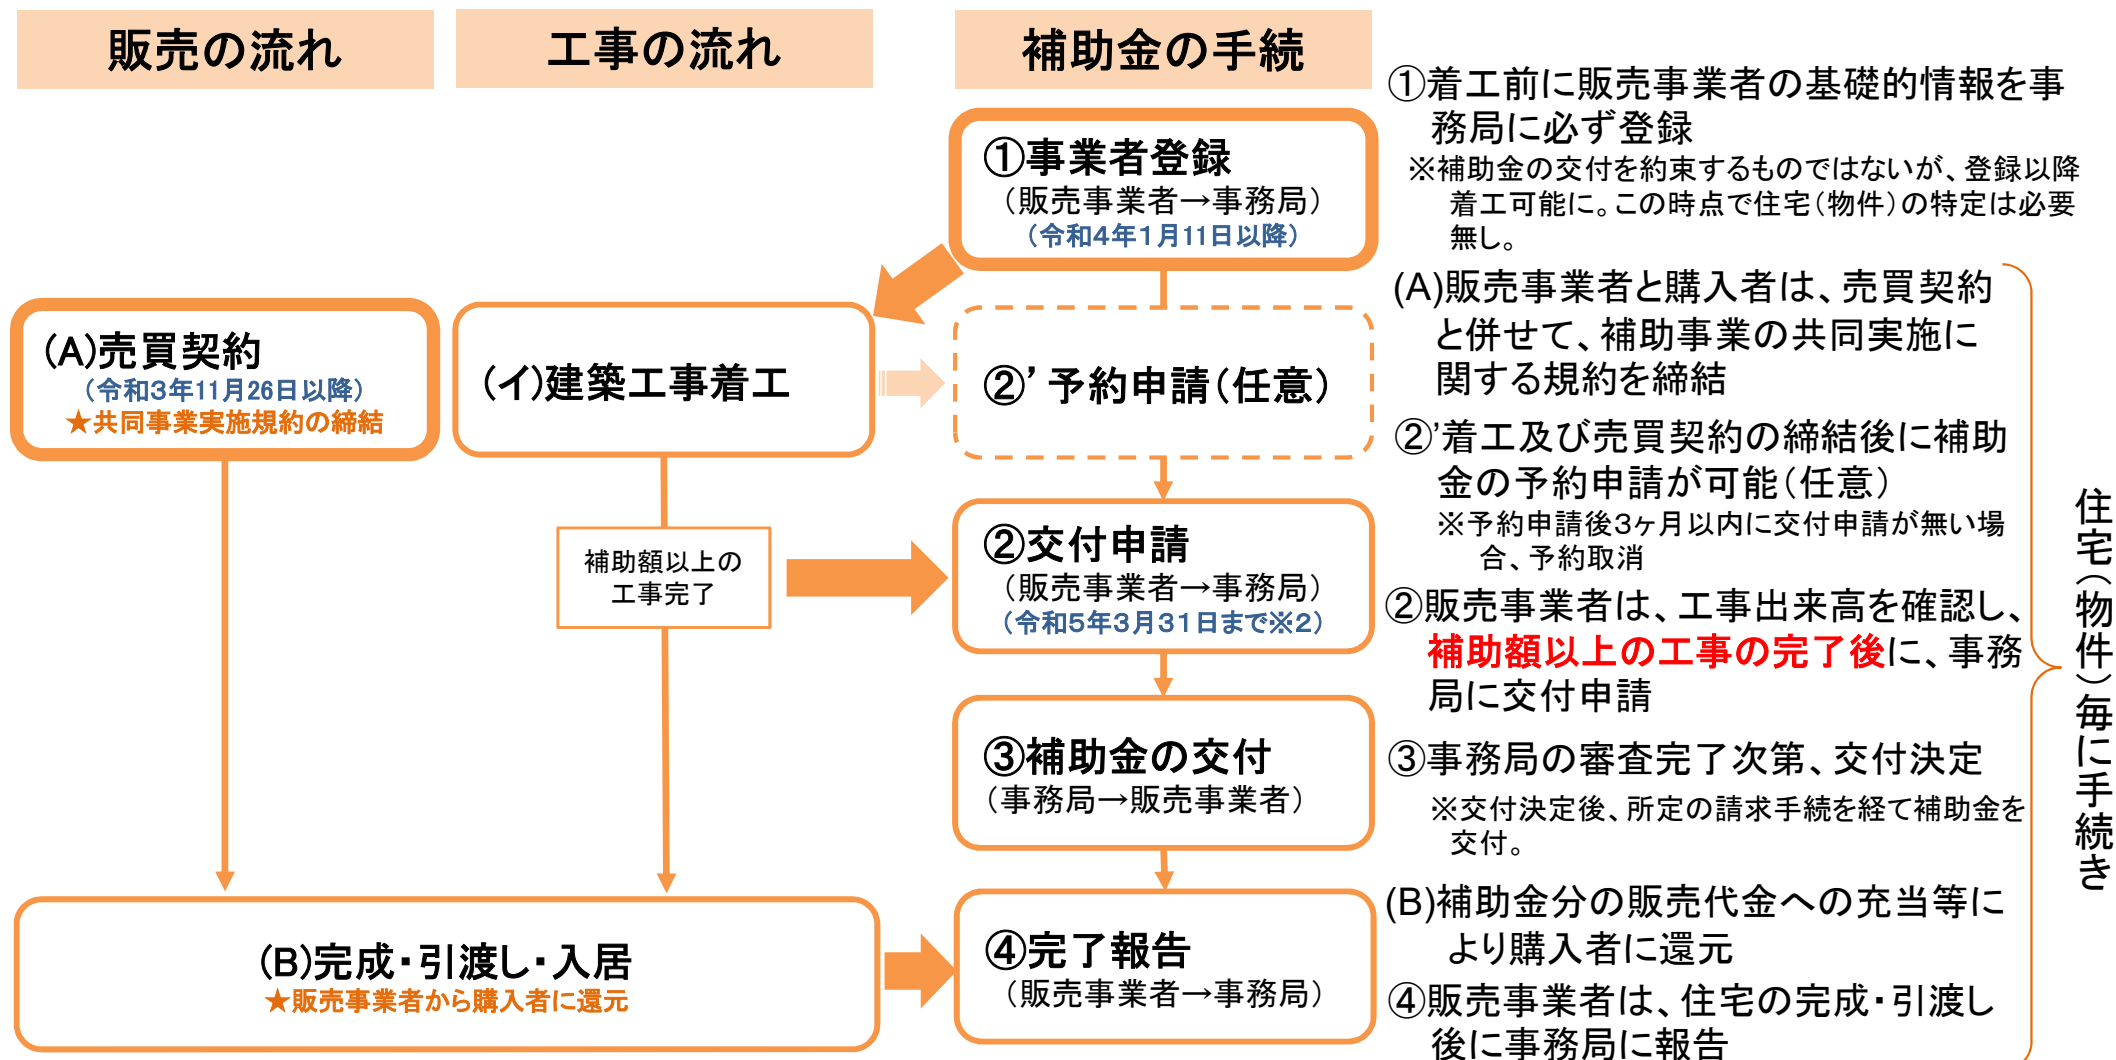 販売の流れ
工事の流れ
補助金の手続
①事業者登録
（販売事業者→事務局）
（令和4年1月11日以降）
(A)売買契約
（令和3年11月26日以降）
★共同事業実施規約の締結
(イ)建築工事着工
②’予約申請（任意）
補助額以上の
工事完了
②交付申請
（販売事業者→事務局）
（令和5年3月31日まで※2）
③補助金の交付
（事務局→販売事業者）
(B)完成・引渡し・入居
★販売事業者から購入者に還元
④完了報告
（販売事業者→事務局）
①着工前に販売事業者の基礎的情報を事
務局に必ず登録
※補助金の交付を約束するものではないが、登録以降
着工可能に。この時点で住宅（物件）の特定は必要
無し。
(A)販売事業者と購入者は、売買契約
と併せて、補助事業の共同実施に
関する規約を締結
②’着工及び売買契約の締結後に補助
金の予約申請が可能（任意）
※予約申請後3ヶ月以内に交付申請が無い場
合、予約取消
②販売事業者は、工事出来高を確認し、
補助額以上の工事の完了後に、事務
局に交付申請
③事務局の審査完了次第、交付決定
※交付決定後、所定の請求手続を経て補助金を
交付。
(B)補助金分の販売代金への充当等に
より購入者に還元
④販売事業者は、住宅の完成・引渡し
後に事務局に報告
住宅（物件）毎に手続き